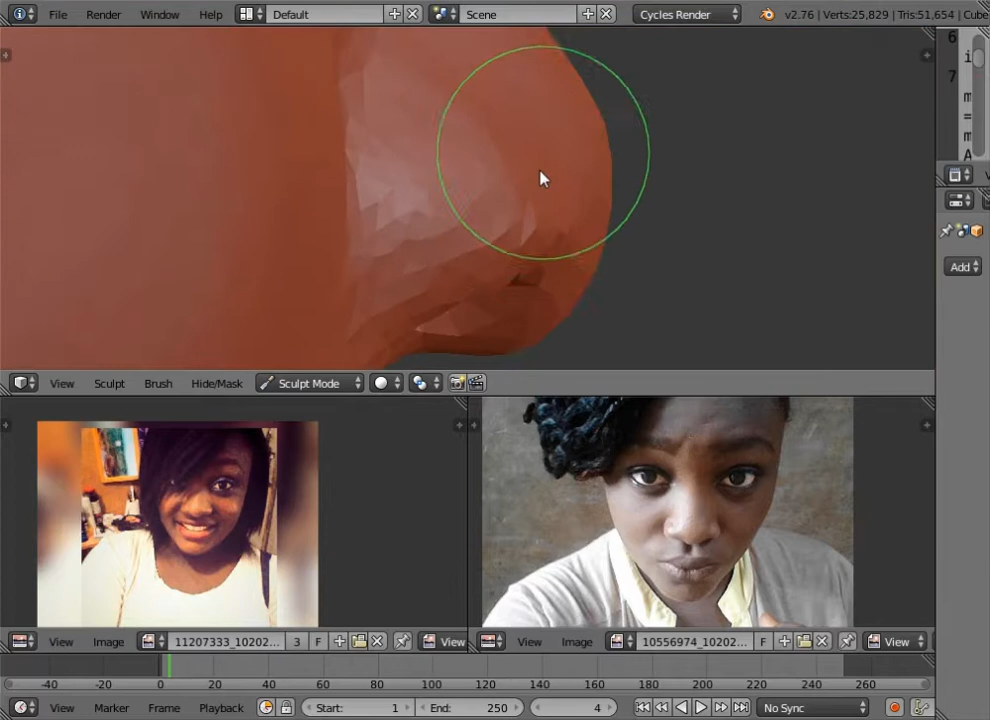 File Render Window Help Default Scene Cycles Render v2.76 | Verts:25,829 | Tris:51,654 | Cube
6
i
7
m
=
m
A
Add
View Sculpt Brush Hide/Mask Sculpt Mode
View Image 11207333_10202... 3 F View
View Image 10556974_10202... F View
-40 -20 0 20 40 60 80 100 120 140 160 180 200 220 240 260
View Marker Frame Playback Start: 1 End: 250 4 No Sync